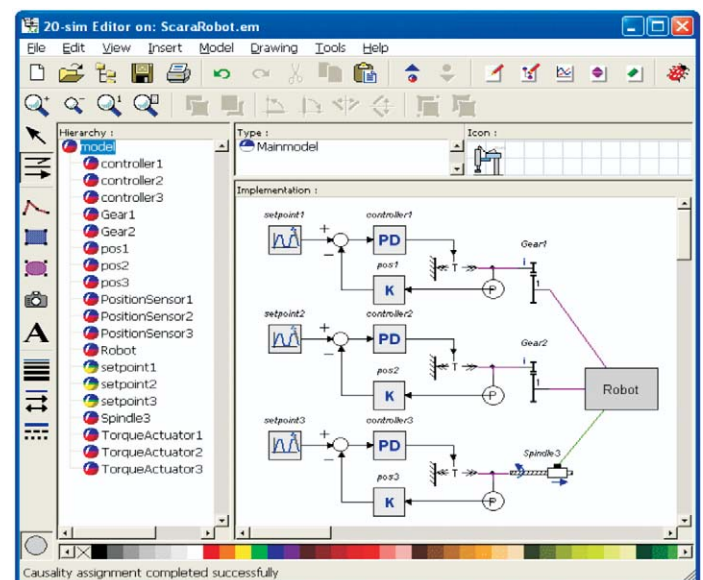 20-sim Editor on: ScaraRobot.em
File Edit View Insert Model Drawing Tools Help
Hierarchy :
model
controller1
controller2
controller3
Gear1
Gear2
pos1
pos2
pos3
PositionSensor1
PositionSensor2
PositionSensor3
Robot
setpoint1
setpoint2
setpoint3
Spindle3
TorqueActuator1
TorqueActuator2
TorqueActuator3
A
Type :
Mainmodel
Icon :
Implementation :
setpoint1 controller1
+ PD Gear1
− pos1 T i
K P 1
setpoint2 controller2
+ PD Gear2
− pos2 T i
K P 1
Robot
setpoint3 controller3
+ PD Spindle3
− pos3 T
K P
Causality assignment completed successfully